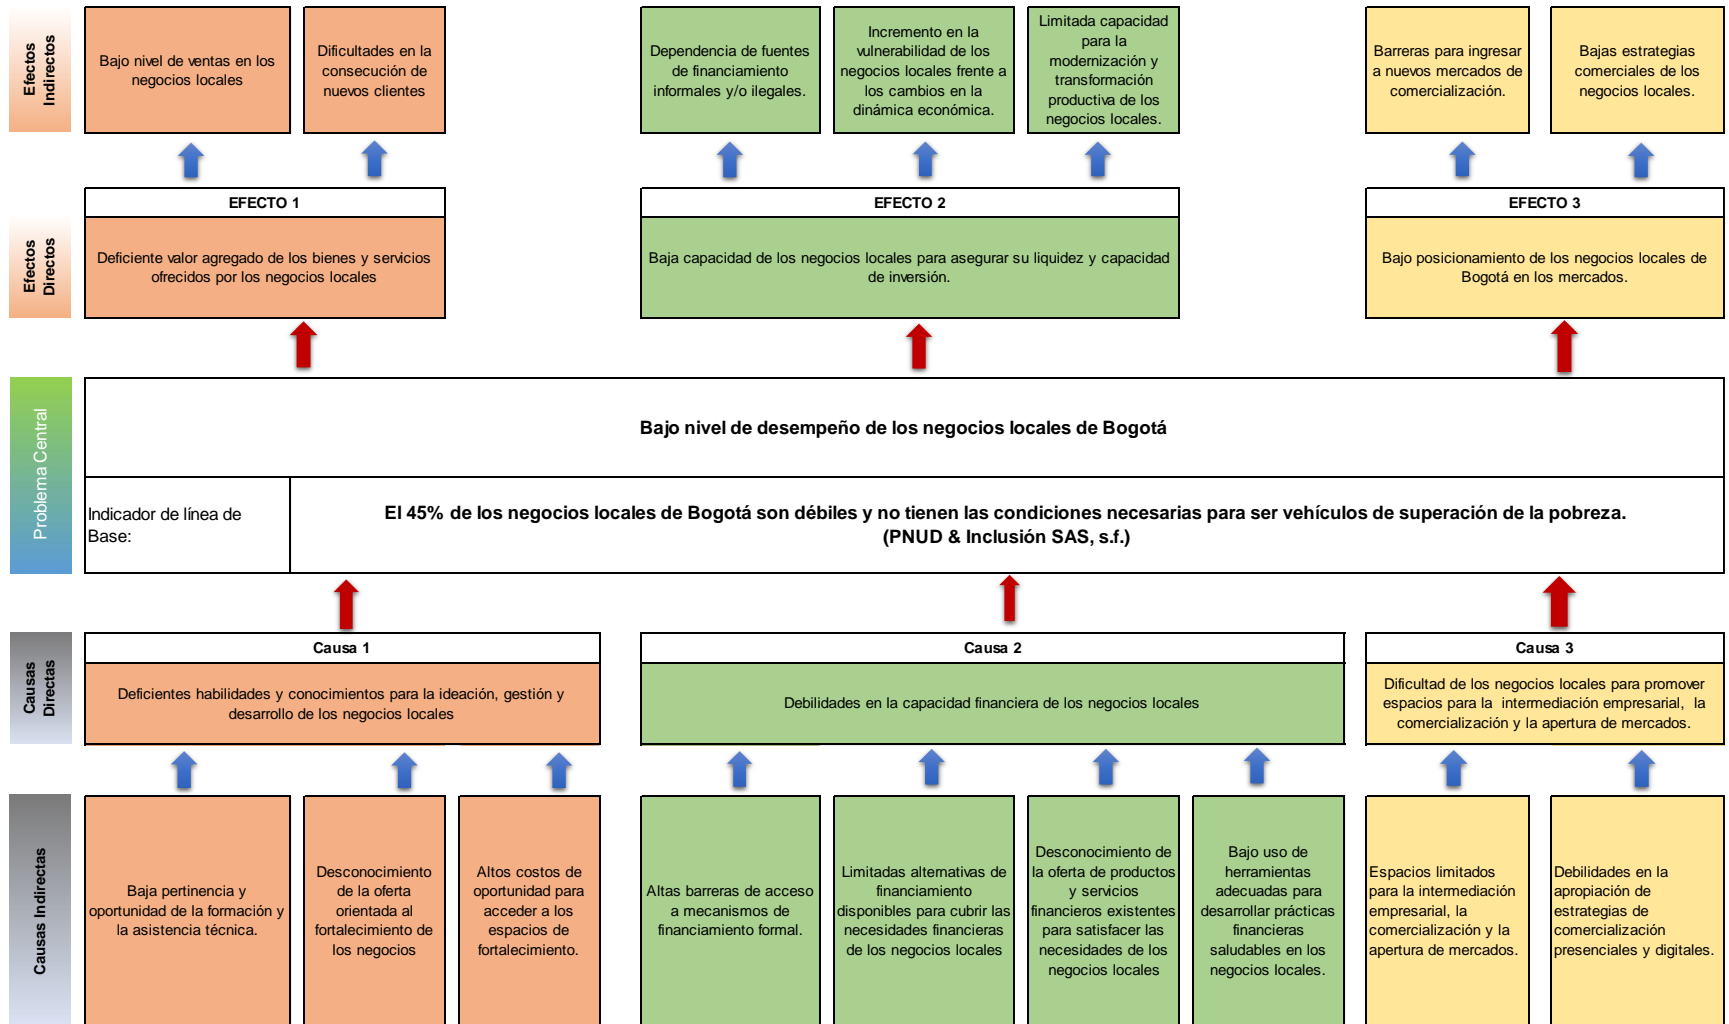 Efectos
Indirectos
Bajo nivel de ventas en los
negocios locales
Dificultades en la
consecución de
nuevos clientes
Dependencia de fuentes
de financiamiento
informales y/o ilegales.
Incremento en la
vulnerabilidad de los
negocios locales frente a
los cambios en la
dinámica económica.
Limitada capacidad
para la
modernización y
transformación
productiva de los
negocios locales.
Barreras para ingresar
a nuevos mercados de
comercialización.
Bajas estrategias
comerciales de los
negocios locales.
Efectos
Directos
EFECTO 1
Deficiente valor agregado de los bienes y servicios
ofrecidos por los negocios locales
EFECTO 2
Baja capacidad de los negocios locales para asegurar su liquidez y capacidad
de inversión.
EFECTO 3
Bajo posicionamiento de los negocios locales de
Bogotá en los mercados.
Problema Central
Bajo nivel de desempeño de los negocios locales de Bogotá
Indicador de línea de
Base:
El 45% de los negocios locales de Bogotá son débiles y no tienen las condiciones necesarias para ser vehículos de superación de la pobreza.
(PNUD & Inclusión SAS, s.f.)
Causas
Directas
Causa 1
Deficientes habilidades y conocimientos para la ideación, gestión y
desarrollo de los negocios locales
Causa 2
Debilidades en la capacidad financiera de los negocios locales
Causa 3
Dificultad de los negocios locales para promover
espacios para la intermediación empresarial, la
comercialización y la apertura de mercados.
Causas Indirectas
Baja pertinencia y
oportunidad de la formación y
la asistencia técnica.
Desconocimiento
de la oferta
orientada al
fortalecimiento de
los negocios
Altos costos de
oportunidad para
acceder a los
espacios de
fortalecimiento.
Altas barreras de acceso
a mecanismos de
financiamiento formal.
Limitadas alternativas de
financiamiento
disponibles para cubrir las
necesidades financieras
de los negocios locales
Desconocimiento de
la oferta de productos
y servicios
financieros existentes
para satisfacer las
necesidades de los
negocios locales
Bajo uso de
herramientas
adecuadas para
desarrollar prácticas
financieras
saludables en los
negocios locales.
Espacios limitados
para la intermediación
empresarial, la
comercialización y la
apertura de mercados.
Debilidades en la
apropiación de
estrategias de
comercialización
presenciales y digitales.